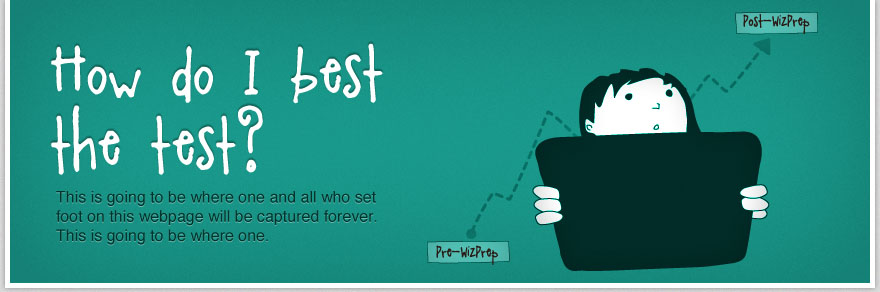 How do I best
the test?
This is going to be where one and all who set
foot on this webpage will be captured forever.
This is going to be where one.
Pre-WizPrep
Post-WizPrep